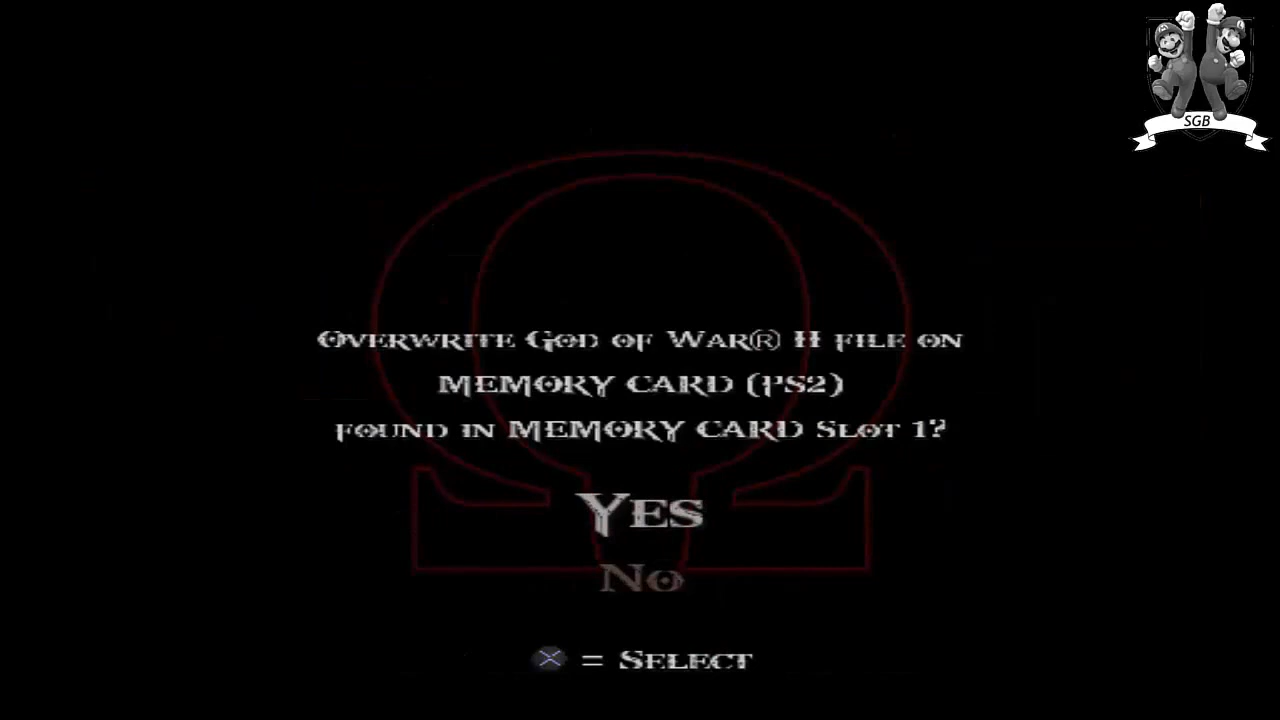 SGB
Overwrite God of War® II file on
MEMORY CARD (PS2)
found in MEMORY CARD Slot 1?
Yes
No
= Select